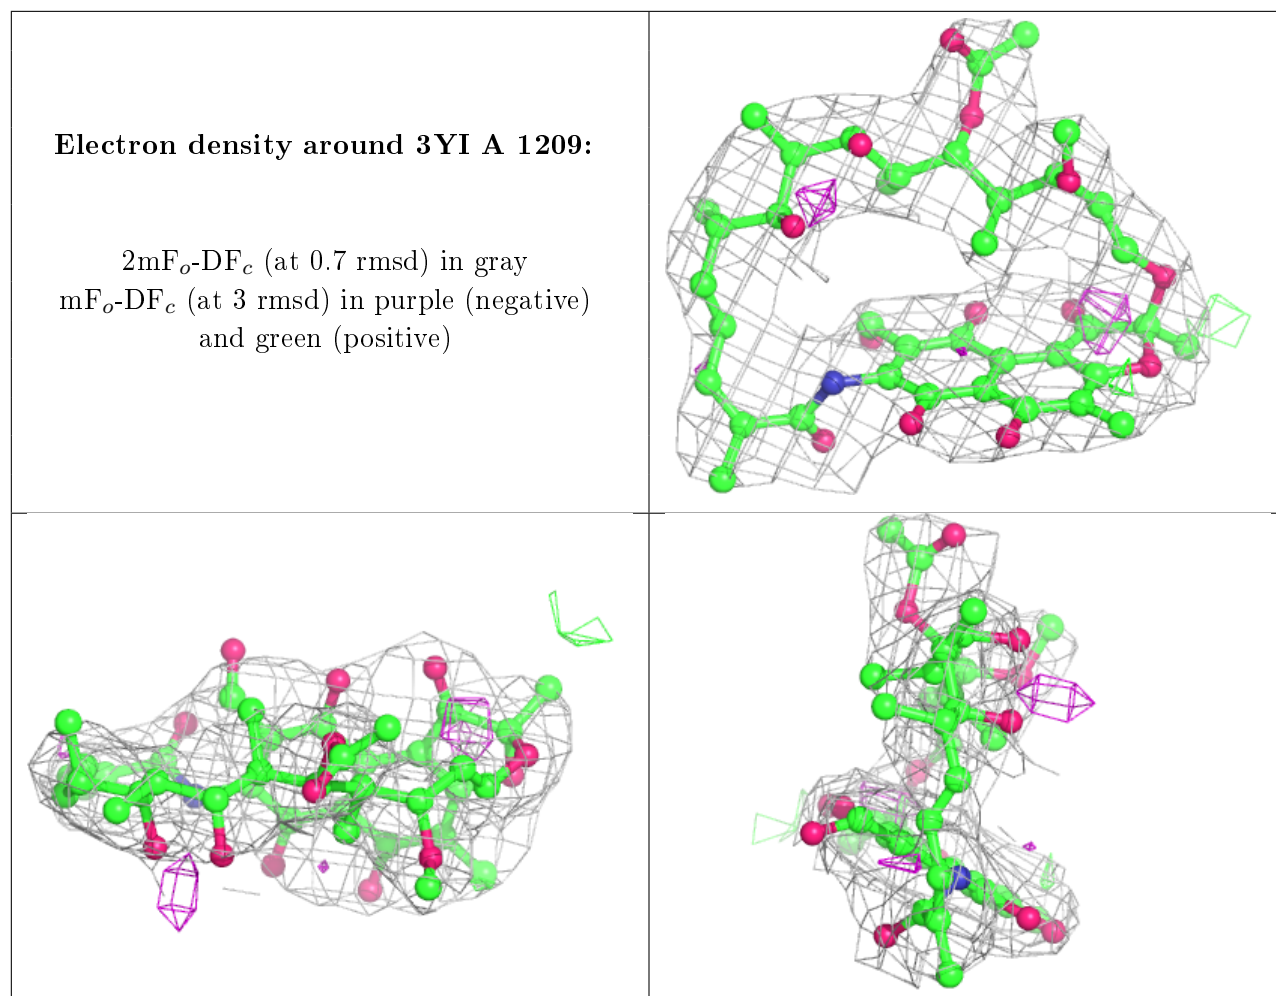 Electron density around 3YI A 1209:
2mFo-DFc (at 0.7 rmsd) in gray
mFo-DFc (at 3 rmsd) in purple (negative)
and green (positive)